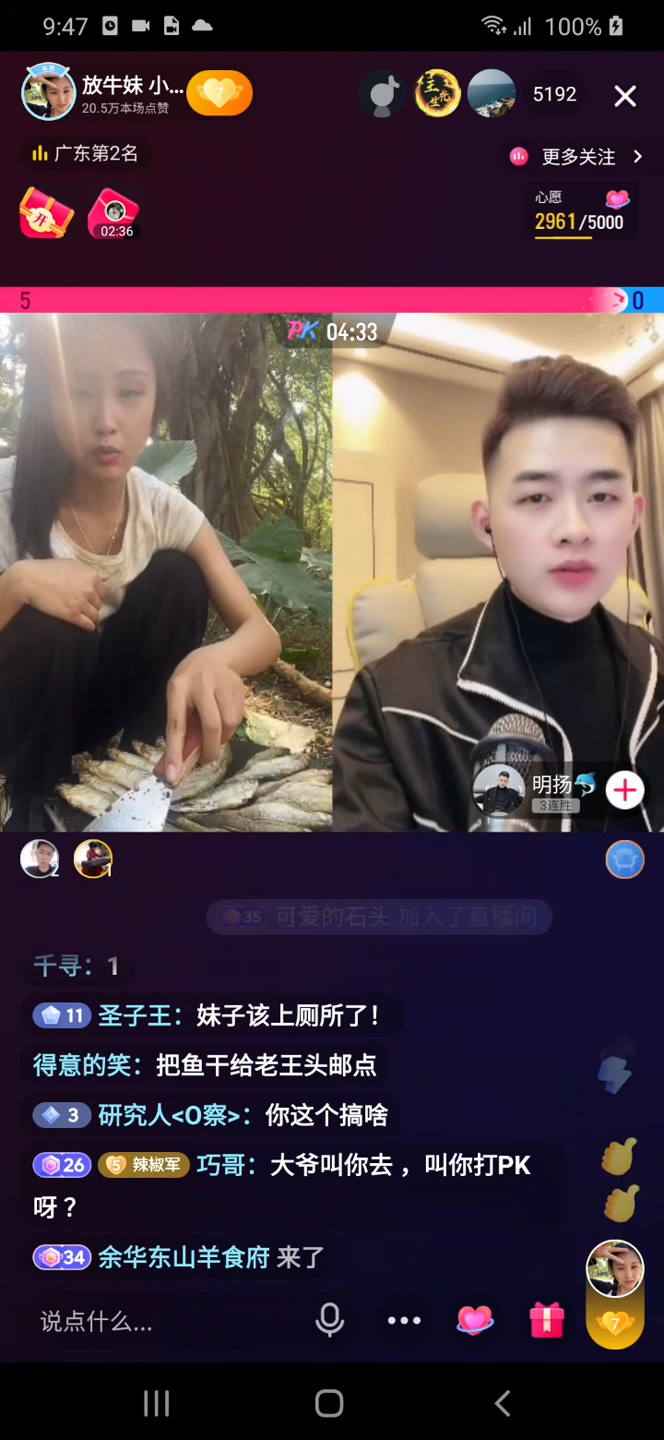 9:47
100%
放牛妹 小...
20.5万本场点赞
7
5192
广东第2名
更多关注
开
02:36
心愿
2961/5000
5
0
PK 04:33
明扬
3连胜
2
1
35 可爱的石头 加入了直播间
千寻：1
11 圣子王：妹子该上厕所了！
得意的笑：把鱼干给老王头邮点
3 研究人<O察>：你这个搞啥
26 5 辣椒军 巧哥：大爷叫你去，叫你打PK
呀？
34 余华东山羊食府 来了
说点什么...
7